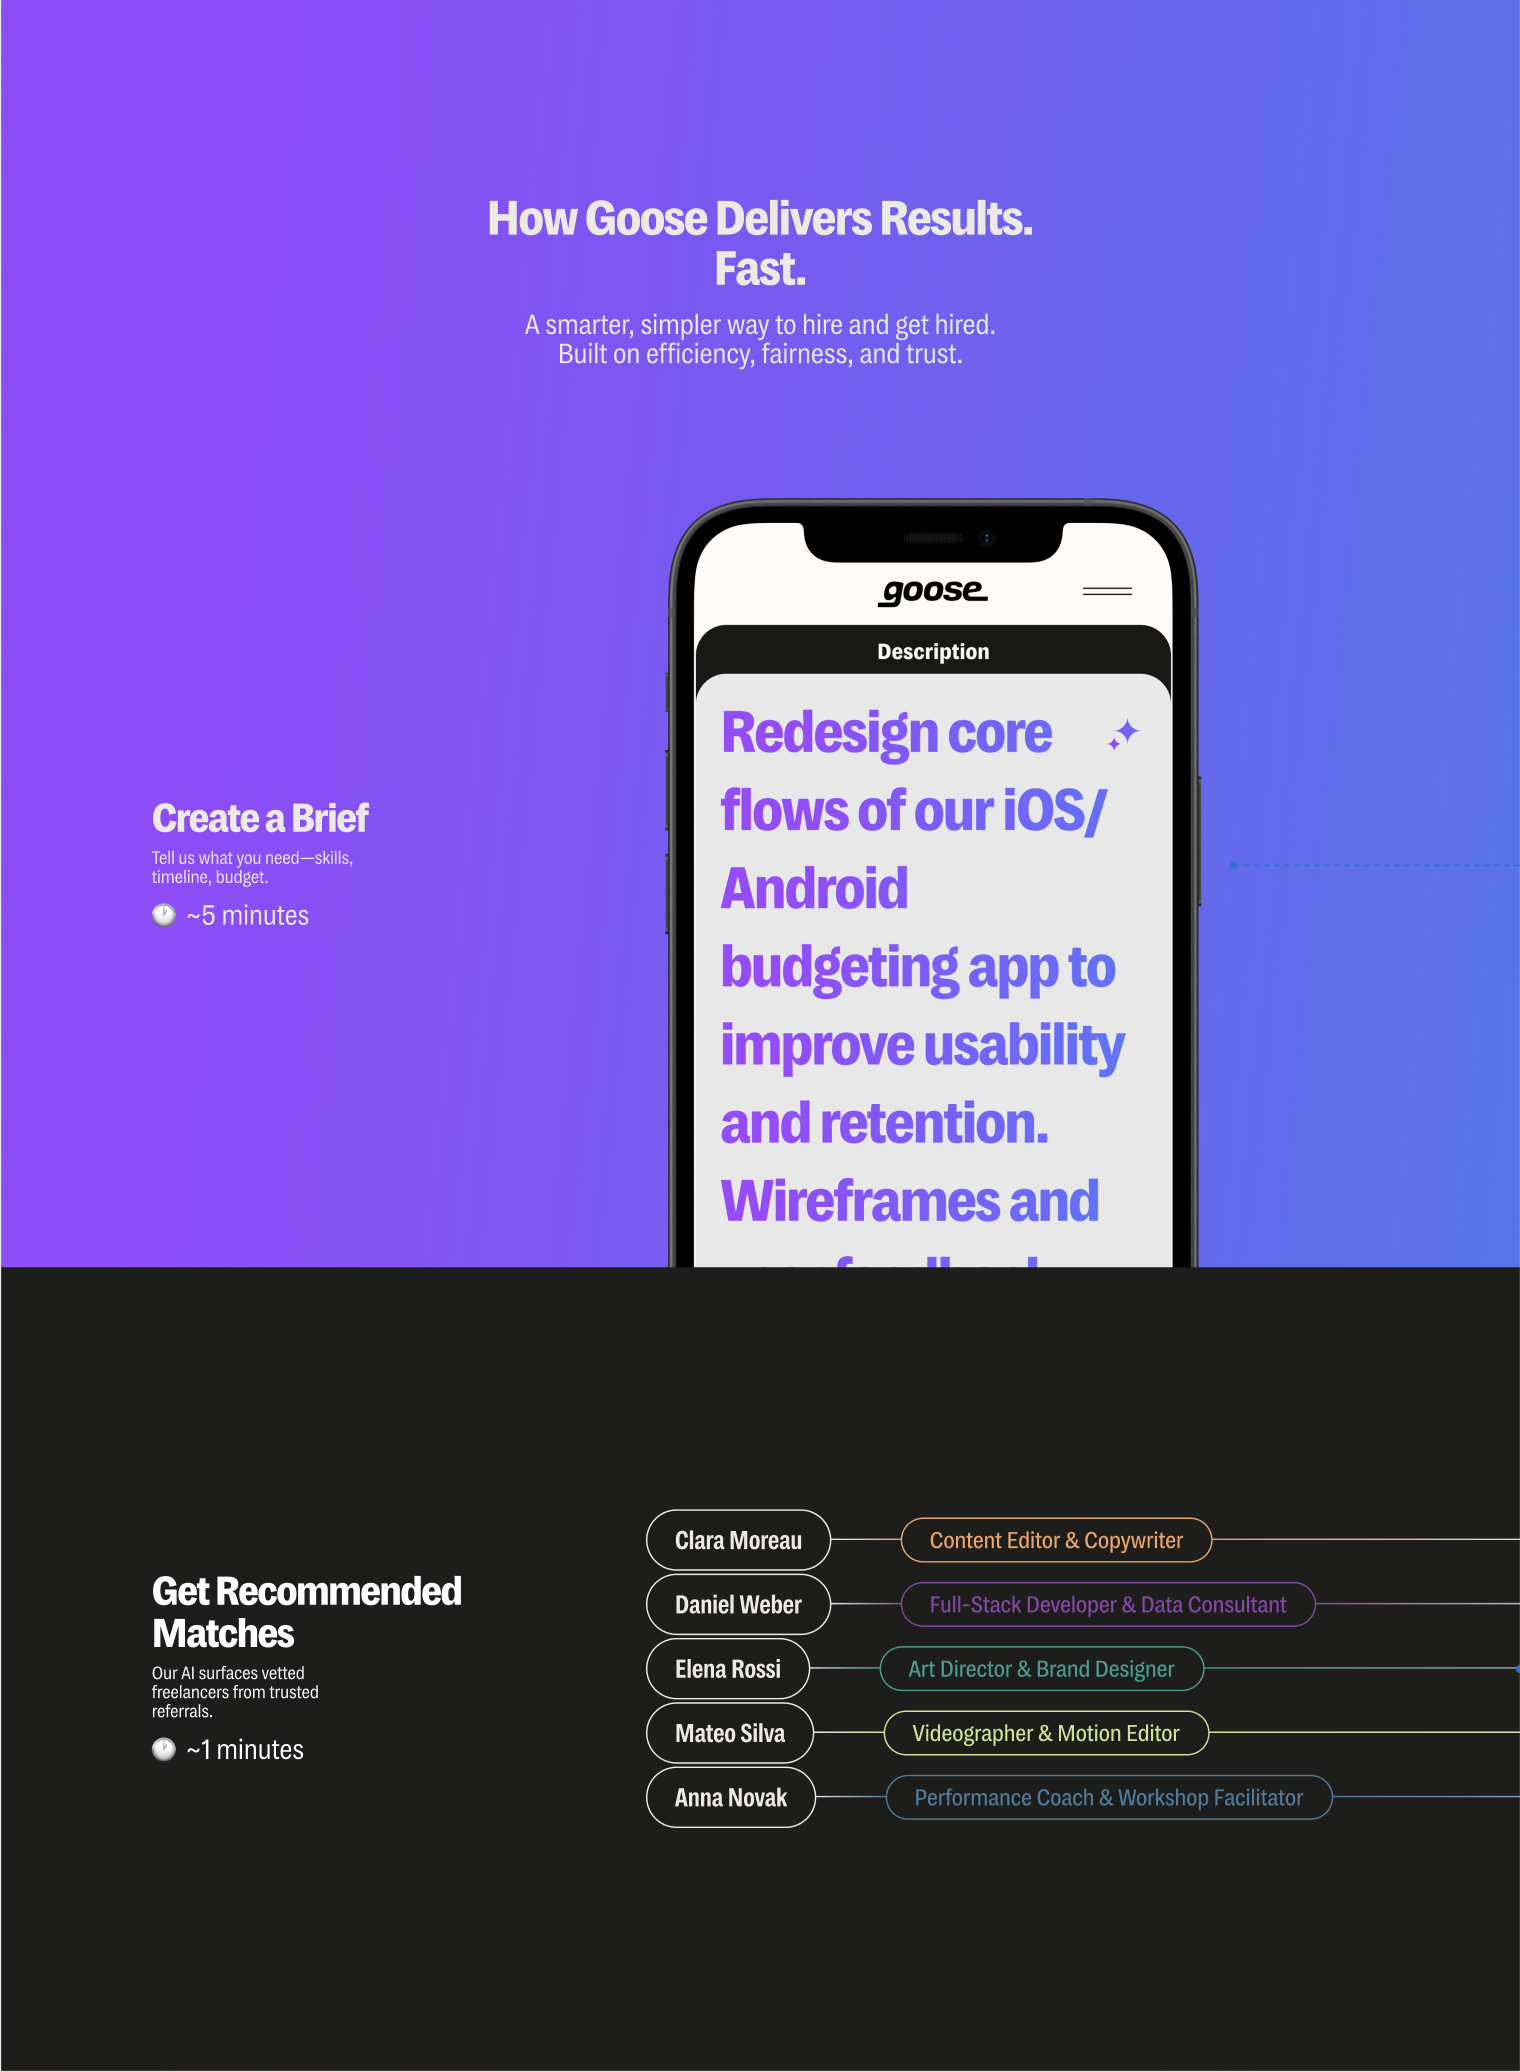 How Goose Delivers Results.
Fast.
A smarter, simpler way to hire and get hired.
Built on efficiency, fairness, and trust.
goose
Description
Redesign core
flows of our iOS/
Android
budgeting app to
improve usability
and retention.
Wireframes and
Create a Brief
Tell us what you need—skills,
timeline, budget.
~5 minutes
Get Recommended
Matches
Our AI surfaces vetted
freelancers from trusted
referrals.
~1 minutes
Clara Moreau Content Editor & Copywriter
Daniel Weber Full-Stack Developer & Data Consultant
Elena Rossi Art Director & Brand Designer
Mateo Silva Videographer & Motion Editor
Anna Novak Performance Coach & Workshop Facilitator